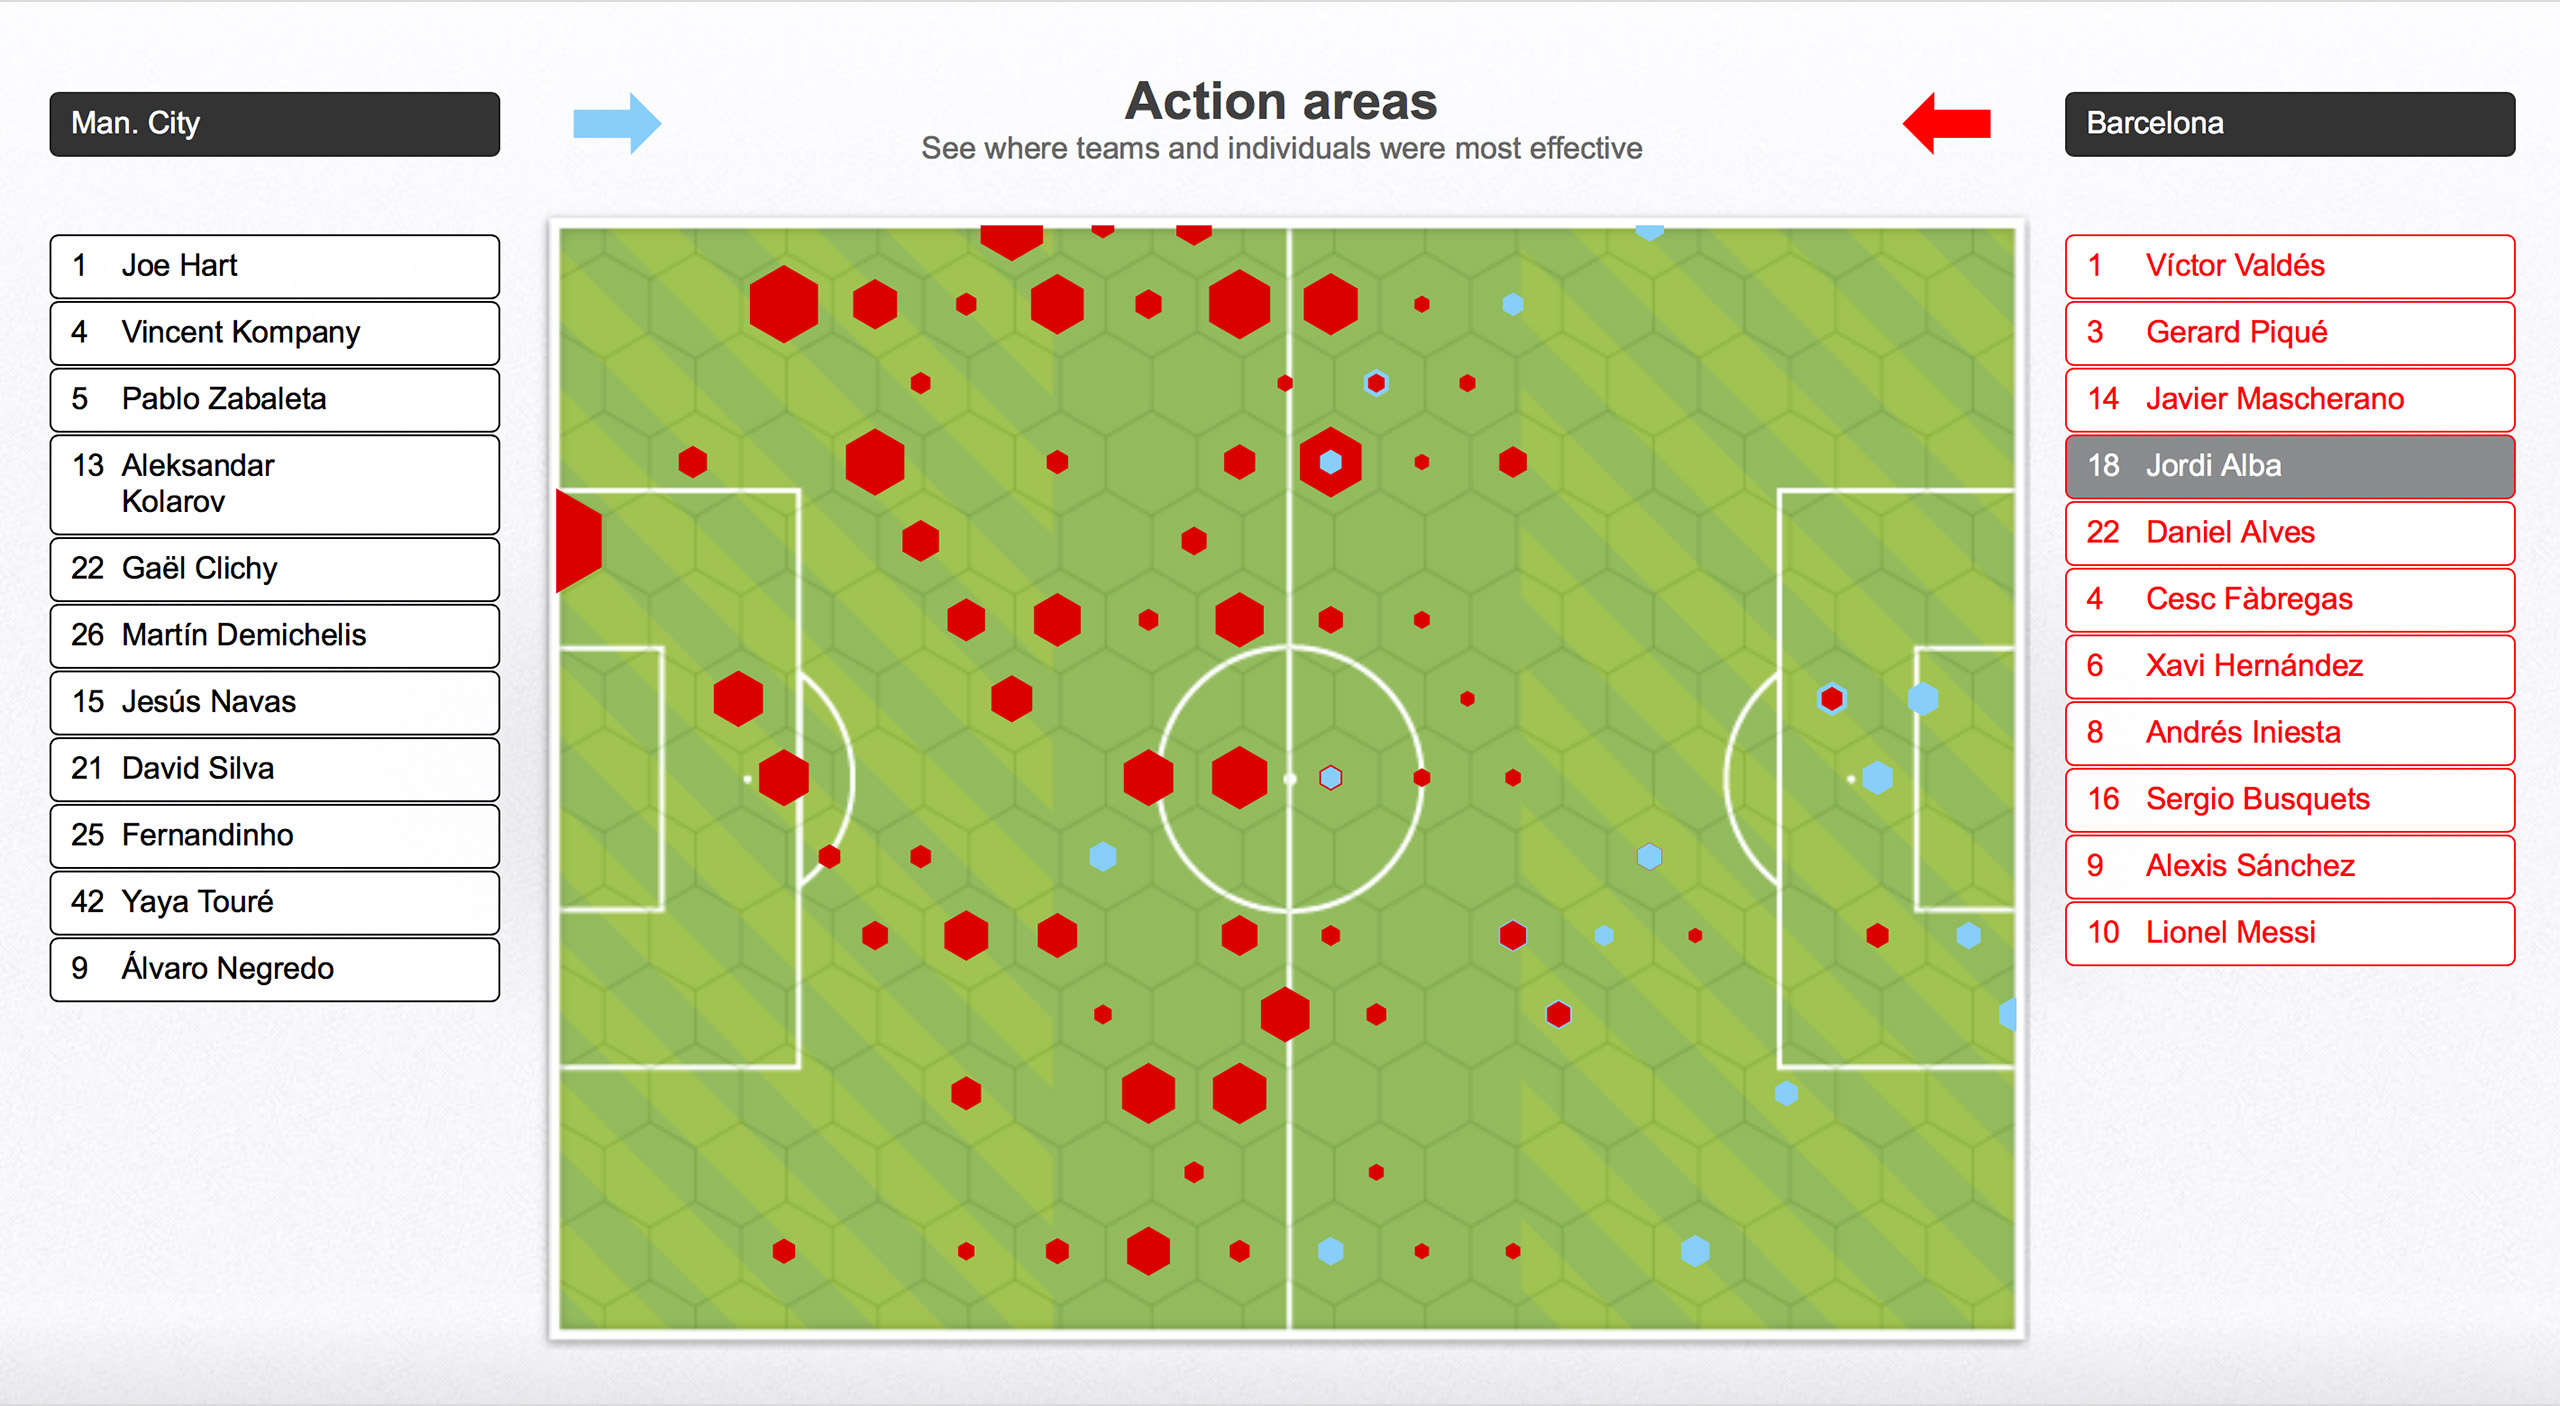 Man. City
Action areas
See where teams and individuals were most effective
Barcelona
1 Joe Hart
4 Vincent Kompany
5 Pablo Zabaleta
13 Aleksandar
Kolarov
22 Gaël Clichy
26 Martín Demichelis
15 Jesús Navas
21 David Silva
25 Fernandinho
42 Yaya Touré
9 Álvaro Negredo
1 Víctor Valdés
3 Gerard Piqué
14 Javier Mascherano
18 Jordi Alba
22 Daniel Alves
4 Cesc Fàbregas
6 Xavi Hernández
8 Andrés Iniesta
16 Sergio Busquets
9 Alexis Sánchez
10 Lionel Messi